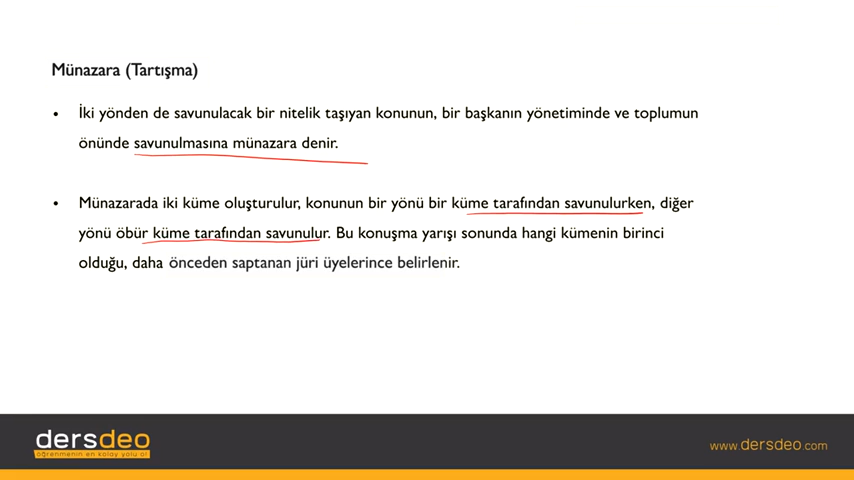 Münazara (Tartışma)
• İki yönden de savunulacak bir nitelik taşıyan konunun, bir başkanın yönetiminde ve toplumun
önünde savunulmasına münazara denir.
• Münazarada iki küme oluşturulur, konunun bir yönü bir küme tarafından savunulurken, diğer
yönü öbür küme tarafından savunulur. Bu konuşma yarışı sonunda hangi kümenin birinci
olduğu, daha önceden saptanan jüri üyelerince belirlenir.
dersdeo
öğrenmenin en kolay yolu ol
www.dersdeo.com